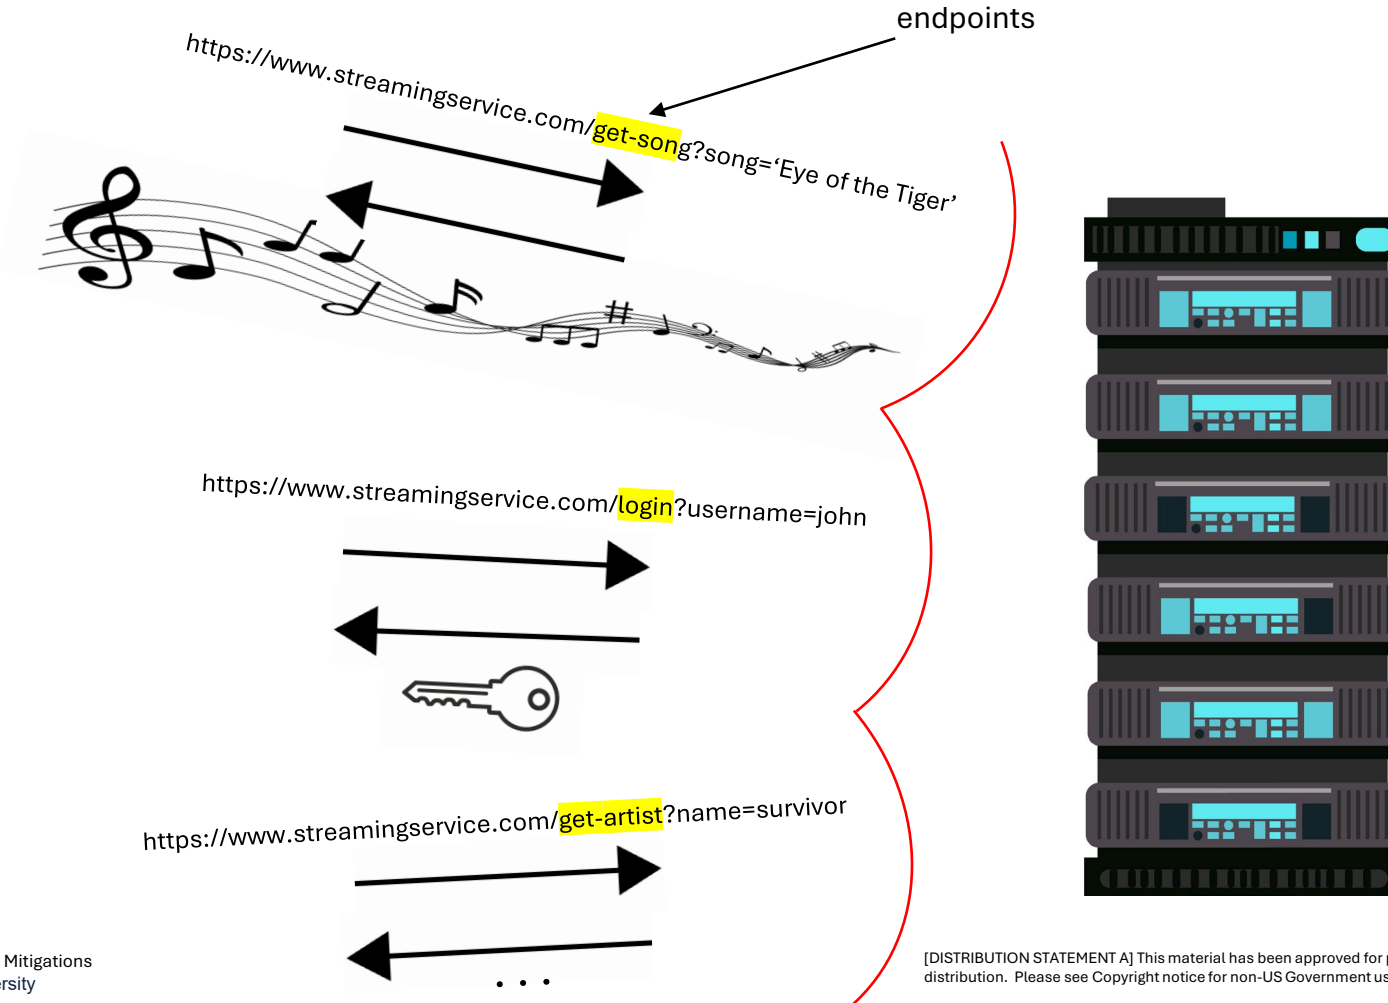 endpoints
https://www.streamingservice.com/get-song?song=‘Eye of the Tiger’
https://www.streamingservice.com/login?username=john
https://www.streamingservice.com/get-artist?name=survivor
. . .
Mitigations
[DISTRIBUTION STATEMENT A] This material has been approved for
distribution. Please see Copyright notice for non-US Government